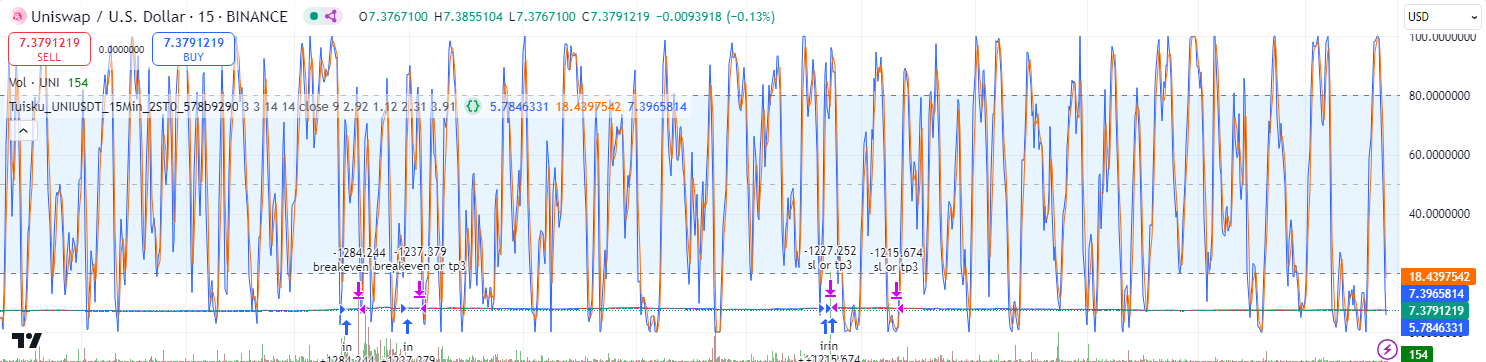 Uniswap / U.S. Dollar · 15 · BINANCE
O7.3767100 H7.3855104 L7.3767100 C7.3791219 −0.0093918 (−0.13%)
USD
7.3791219
SELL
0.0000000
7.3791219
BUY
Vol · UNI 154
Tuisku_UNIUSDT_15Min_2ST0_578b9290 3 3 14 14 close 9 2.92 1.12 2.31 3.91 {} 5.7846331 18.4397542 7.3965814
100.0000000
80.0000000
60.0000000
40.0000000
-1284.244
breakeven
-1237.379
breakeven or tp3
-1227.252
sl or tp3
-1215.674
sl or tp3
18.4397542
7.3965814
7.3791219
5.7846331
in
in
154